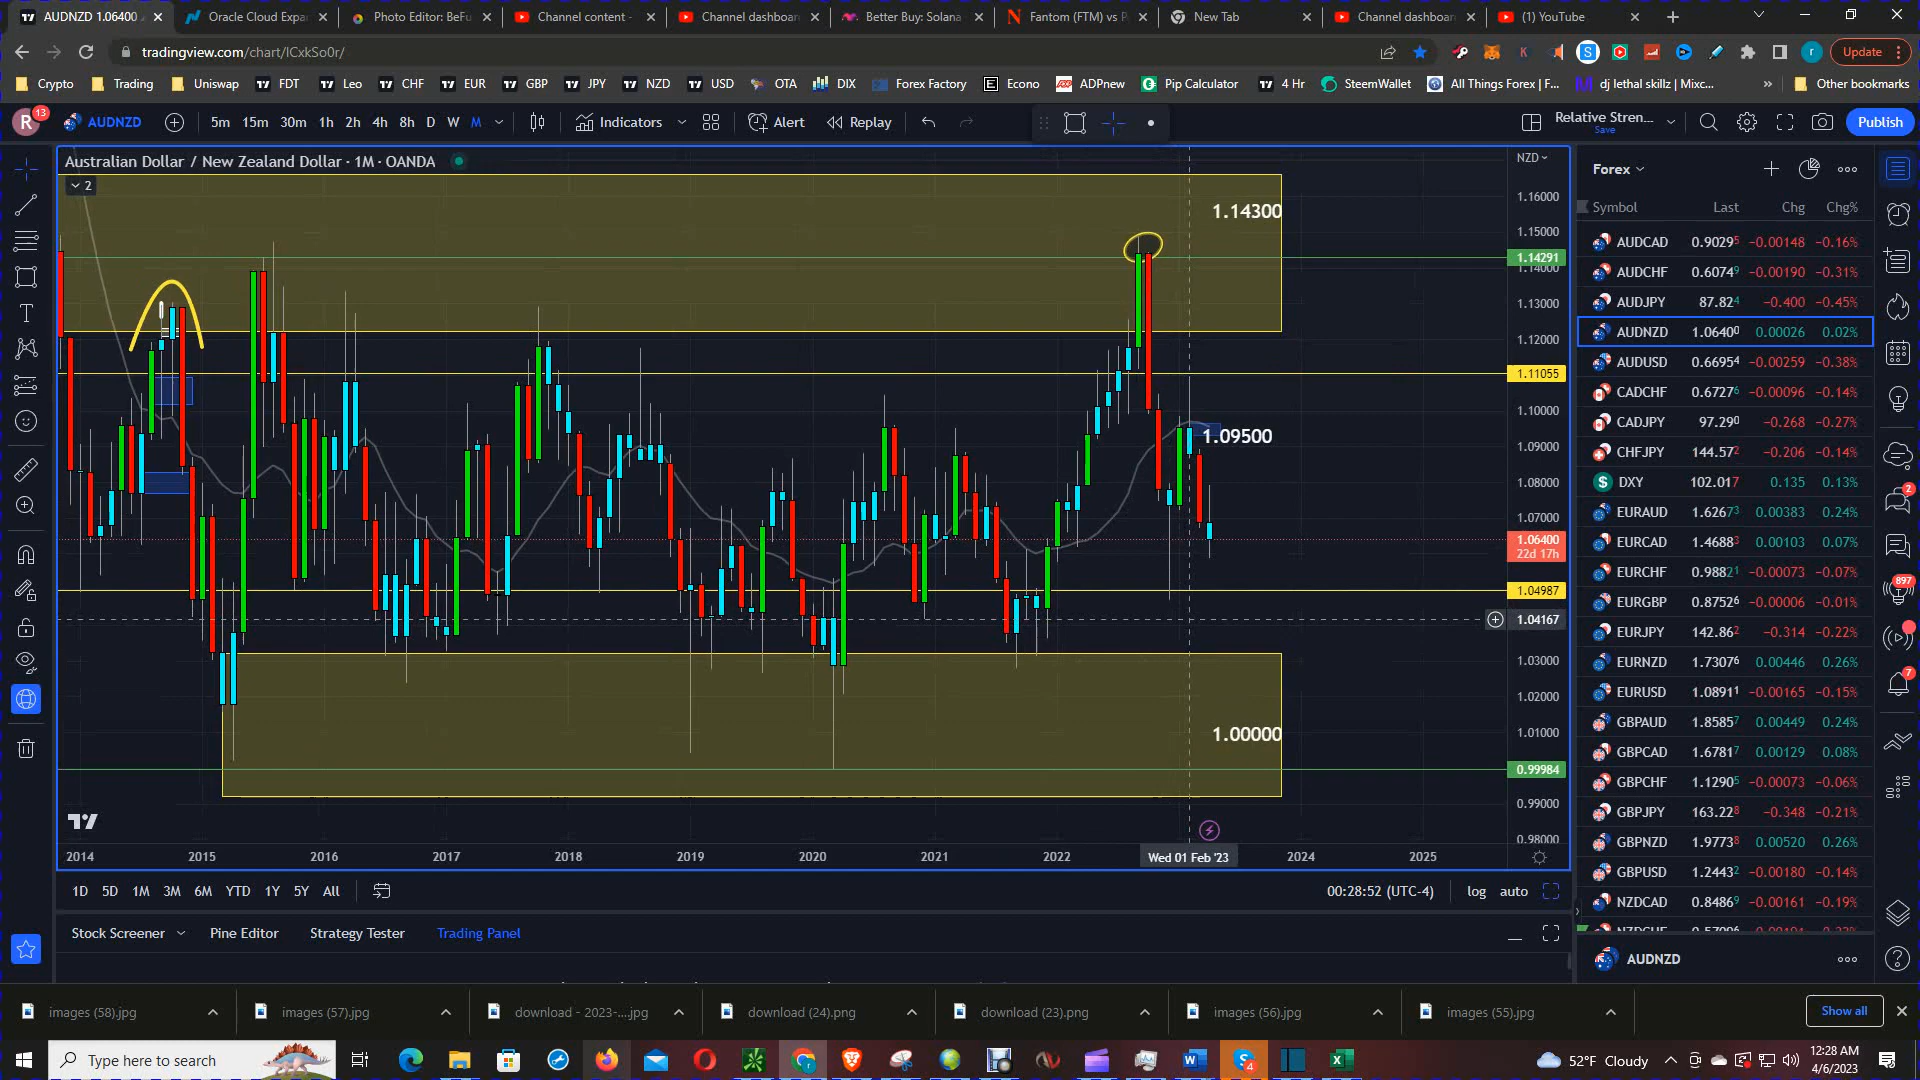 AUDNZD 1.06400
Oracle Cloud Expa
Photo Editor: BeFu
Channel content -
Channel dashboar
Better Buy: Solana
Fantom (FTM) vs P
New Tab
Channel dashboar
(1) YouTube
tradingview.com/chart/lCxkSo0r/
S
K
r
Update
Crypto
Trading
Uniswap
FDT
Leo
CHF
EUR
GBP
JPY
NZD
USD
OTA
DIX
Forex Factory
Econo
ADPnew
Pip Calculator
4 Hr
SteemWallet
All Things Forex | F...
dj lethal skillz | Mixc...
»
Other bookmarks
R
13
AUDNZD
5m 15m 30m 1h 2h 4h 8h D W M
Indicators
Alert
Replay
Relative Stren...
Save
Publish
Australian Dollar / New Zealand Dollar · 1M · OANDA
2
NZD
1.16000
1.15000
1.14291
1.14000
1.13000
1.12000
1.11055
1.10000
1.09000
1.08000
1.07000
1.06400
22d 17h
1.04987
1.04167
1.03000
1.02000
1.01000
0.99984
0.99000
0.98000
1.14300
1.09500
1.00000
2014 2015 2016 2017 2018 2019 2020 2021 2022 Wed 01 Feb '23 2024 2025
1D 5D 1M 3M 6M YTD 1Y 5Y All
00:28:52 (UTC-4)
log auto
Stock Screener
Pine Editor
Strategy Tester
Trading Panel
Forex
Symbol Last Chg Chg%
AUDCAD 0.90295 −0.00148 −0.16%
AUDCHF 0.60749 −0.00190 −0.31%
AUDJPY 87.824 −0.400 −0.45%
AUDNZD 1.06400 0.00026 0.02%
AUDUSD 0.66954 −0.00259 −0.38%
CADCHF 0.67276 −0.00096 −0.14%
CADJPY 97.290 −0.268 −0.27%
CHFJPY 144.572 −0.206 −0.14%
DXY 102.017 0.135 0.13%
EURAUD 1.62673 0.00383 0.24%
EURCAD 1.46883 0.00103 0.07%
EURCHF 0.98821 −0.00073 −0.07%
EURGBP 0.87526 −0.00006 −0.01%
EURJPY 142.862 −0.314 −0.22%
EURNZD 1.73076 0.00446 0.26%
EURUSD 1.08911 −0.00165 −0.15%
GBPAUD 1.85857 0.00449 0.24%
GBPCAD 1.67817 0.00129 0.08%
GBPCHF 1.12905 −0.00073 −0.06%
GBPJPY 163.228 −0.348 −0.21%
GBPNZD 1.97738 0.00520 0.26%
GBPUSD 1.24432 −0.00180 −0.14%
NZDCAD 0.84869 −0.00161 −0.19%
AUDNZD
2
897
7
images (58).jpg
images (57).jpg
download - 2023-....jpg
download (24).png
download (23).png
images (56).jpg
images (55).jpg
Show all
Type here to search
4
52°F Cloudy
12:28 AM
4/6/2023